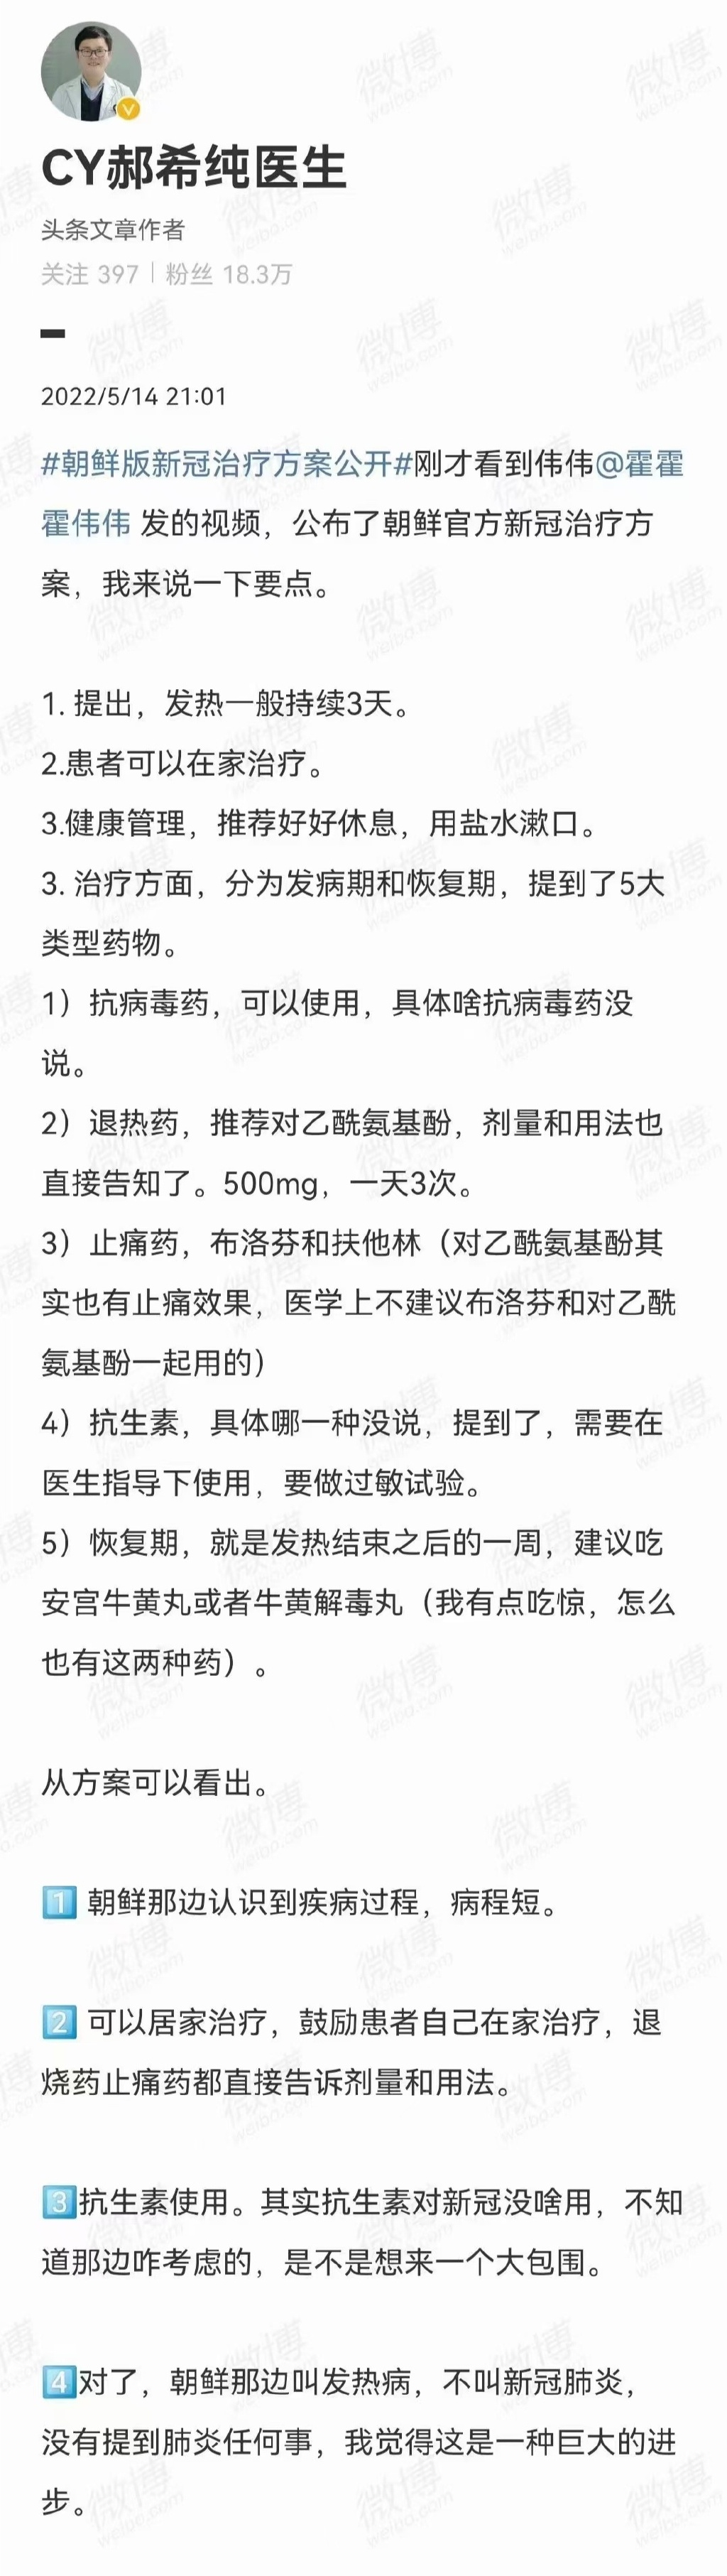 CY郝希纯医生
头条文章作者
关注 397 | 粉丝 18.3万
2022/5/14 21:01
#朝鲜版新冠治疗方案公开#刚才看到伟伟@霍霍
霍伟伟 发的视频，公布了朝鲜官方新冠治疗方
案，我来说一下要点。
1. 提出，发热一般持续3天。
2.患者可以在家治疗。
3.健康管理，推荐好好休息，用盐水漱口。
3. 治疗方面，分为发病期和恢复期，提到了5大
类型药物。
1）抗病毒药，可以使用，具体啥抗病毒药没
说。
2）退热药，推荐对乙酰氨基酚，剂量和用法也
直接告知了。500mg，一天3次。
3）止痛药，布洛芬和扶他林（对乙酰氨基酚其
实也有止痛效果，医学上不建议布洛芬和对乙酰
氨基酚一起用的）
4）抗生素，具体哪一种没说，提到了，需要在
医生指导下使用，要做过敏试验。
5）恢复期，就是发热结束之后的一周，建议吃
安宫牛黄丸或者牛黄解毒丸（我有点吃惊，怎么
也有这两种药）。
从方案可以看出。
1 朝鲜那边认识到疾病过程，病程短。
2 可以居家治疗，鼓励患者自己在家治疗，退
烧药止痛药都直接告诉剂量和用法。
3 抗生素使用。其实抗生素对新冠没啥用，不知
道那边咋考虑的，是不是想来一个大包围。
4 对了，朝鲜那边叫发热病，不叫新冠肺炎，
没有提到肺炎任何事，我觉得这是一种巨大的进
步。
微博
weibo.com